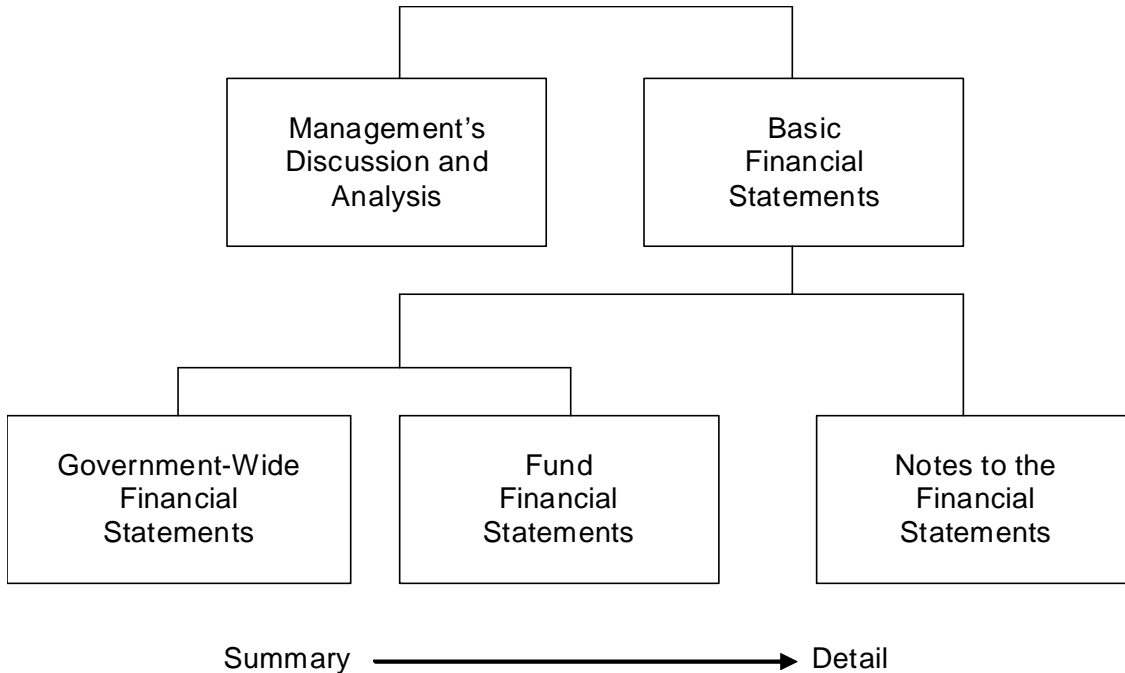 Management’s
Discussion and
Analysis
Basic
Financial
Statements
Government-Wide
Financial
Statements
Fund
Financial
Statements
Notes to the
Financial
Statements
Summary
Detail